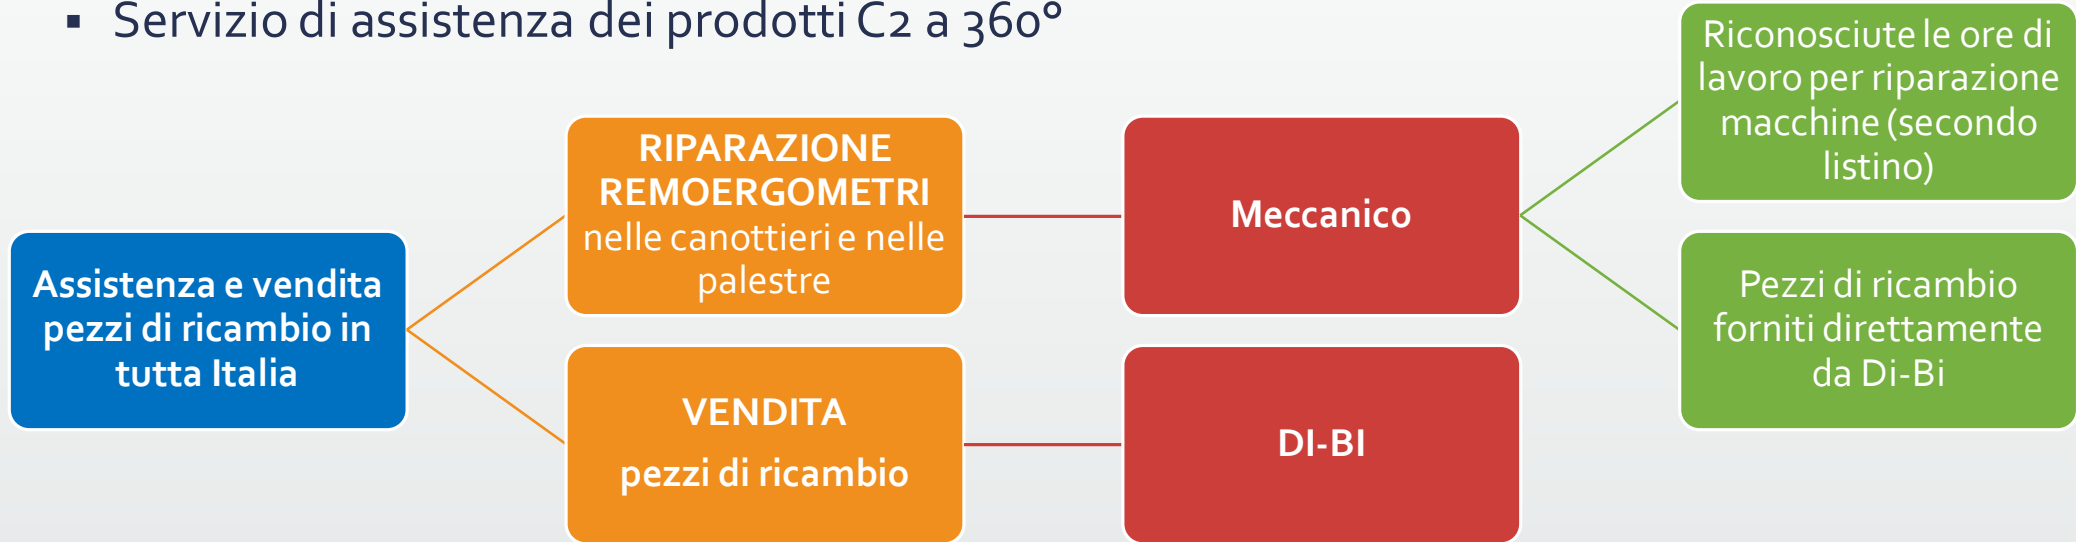 ▪ Servizio di assistenza dei prodotti C2 a 360°
Assistenza e vendita
pezzi di ricambio in
tutta Italia
RIPARAZIONE
REMOERGOMETRI
nelle canottieri e nelle
palestre
Meccanico
Riconosciute le ore di
lavoro per riparazione
macchine (secondo
listino)
Pezzi di ricambio
forniti direttamente
da Di-Bi
VENDITA
pezzi di ricambio
DI-BI